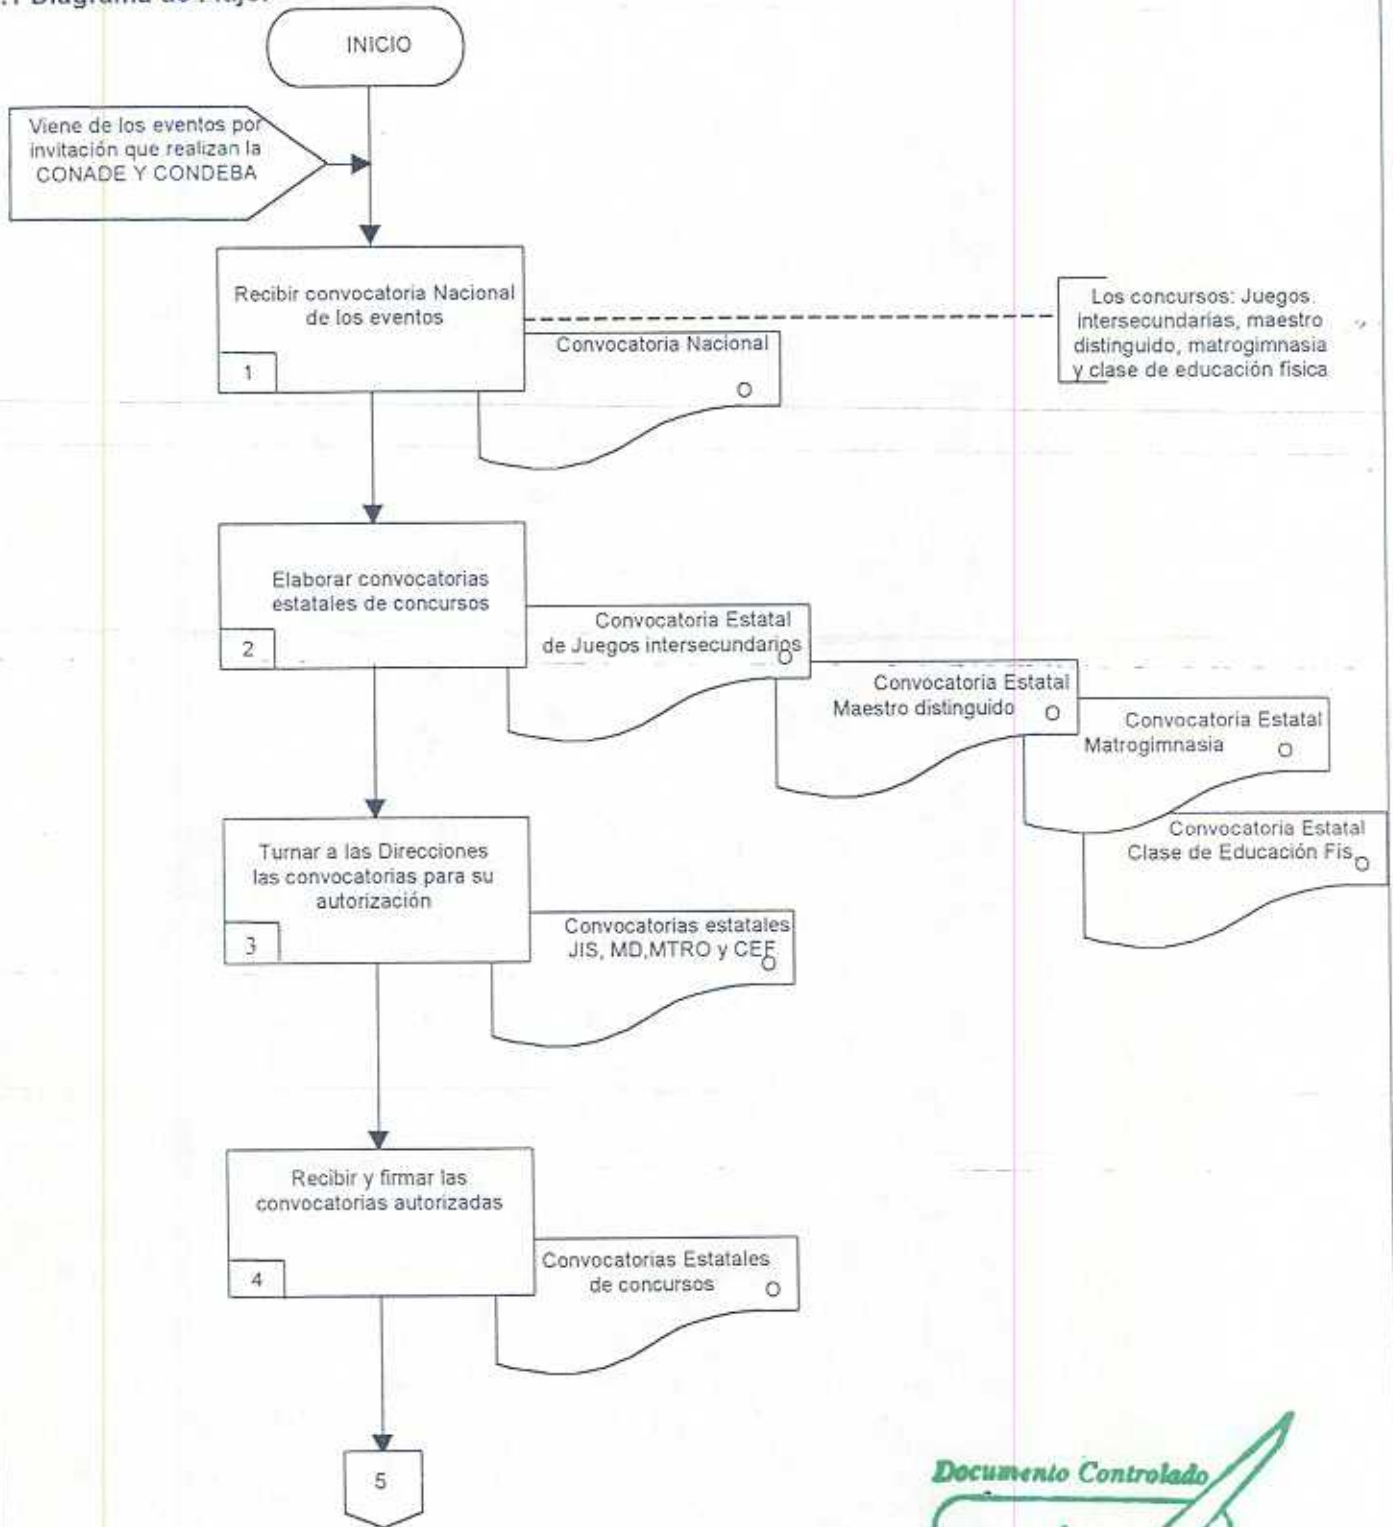 Diagrama de Flujo.
INICIO
Viene de los eventos por
invitación que realizan la
CONADE Y CONDEBA
Recibir convocatoria Nacional
de los eventos
1
Convocatoria Nacional
O
Los concursos: Juegos.
intersecundarias, maestro
distinguido, matrogimnasia
y clase de educación física
Elaborar convocatorias
estatales de concursos
2
Convocatoria Estatal
de Juegos intersecundarios
O
Convocatoria Estatal
Maestro distinguido O
Convocatoria Estatal
Matrogimnasia O
Convocatoria Estatal
Clase de Educación Fis
O
Turnar a las Direcciones
las convocatorias para su
autorización
3
Convocatorias estatales
JIS, MD,MTRO y CEF
O
Recibir y firmar las
convocatorias autorizadas
4
Convocatorias Estatales
de concursos O
5
Documento Controlado